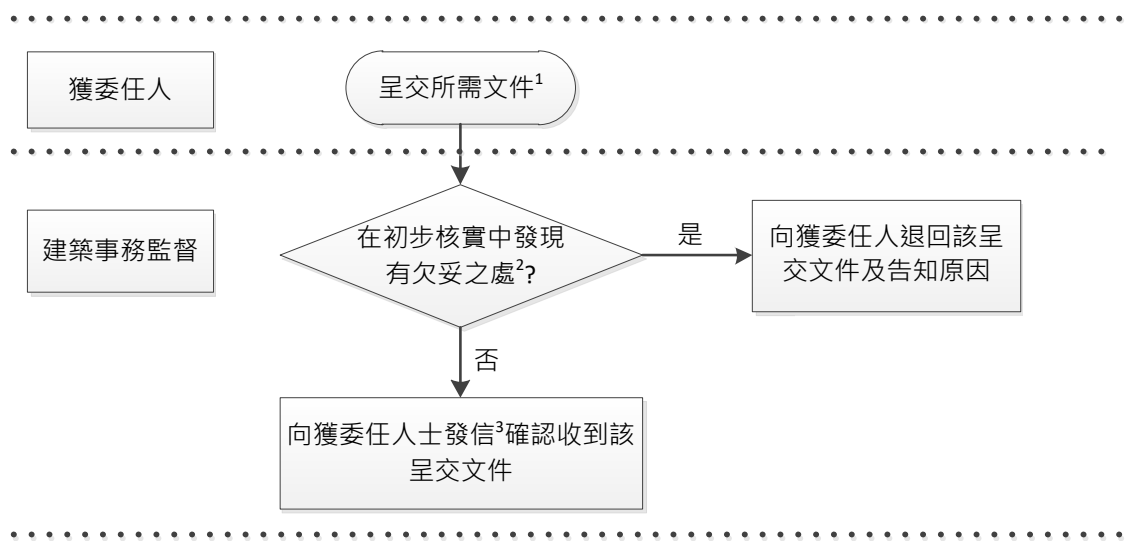 獲委任人
呈交所需文件¹
建築事務監督
在初步核實中發現
有欠妥之處²?
是
向獲委任人退回該呈
交文件及告知原因
否
向獲委任人士發信³確認收到該
呈交文件